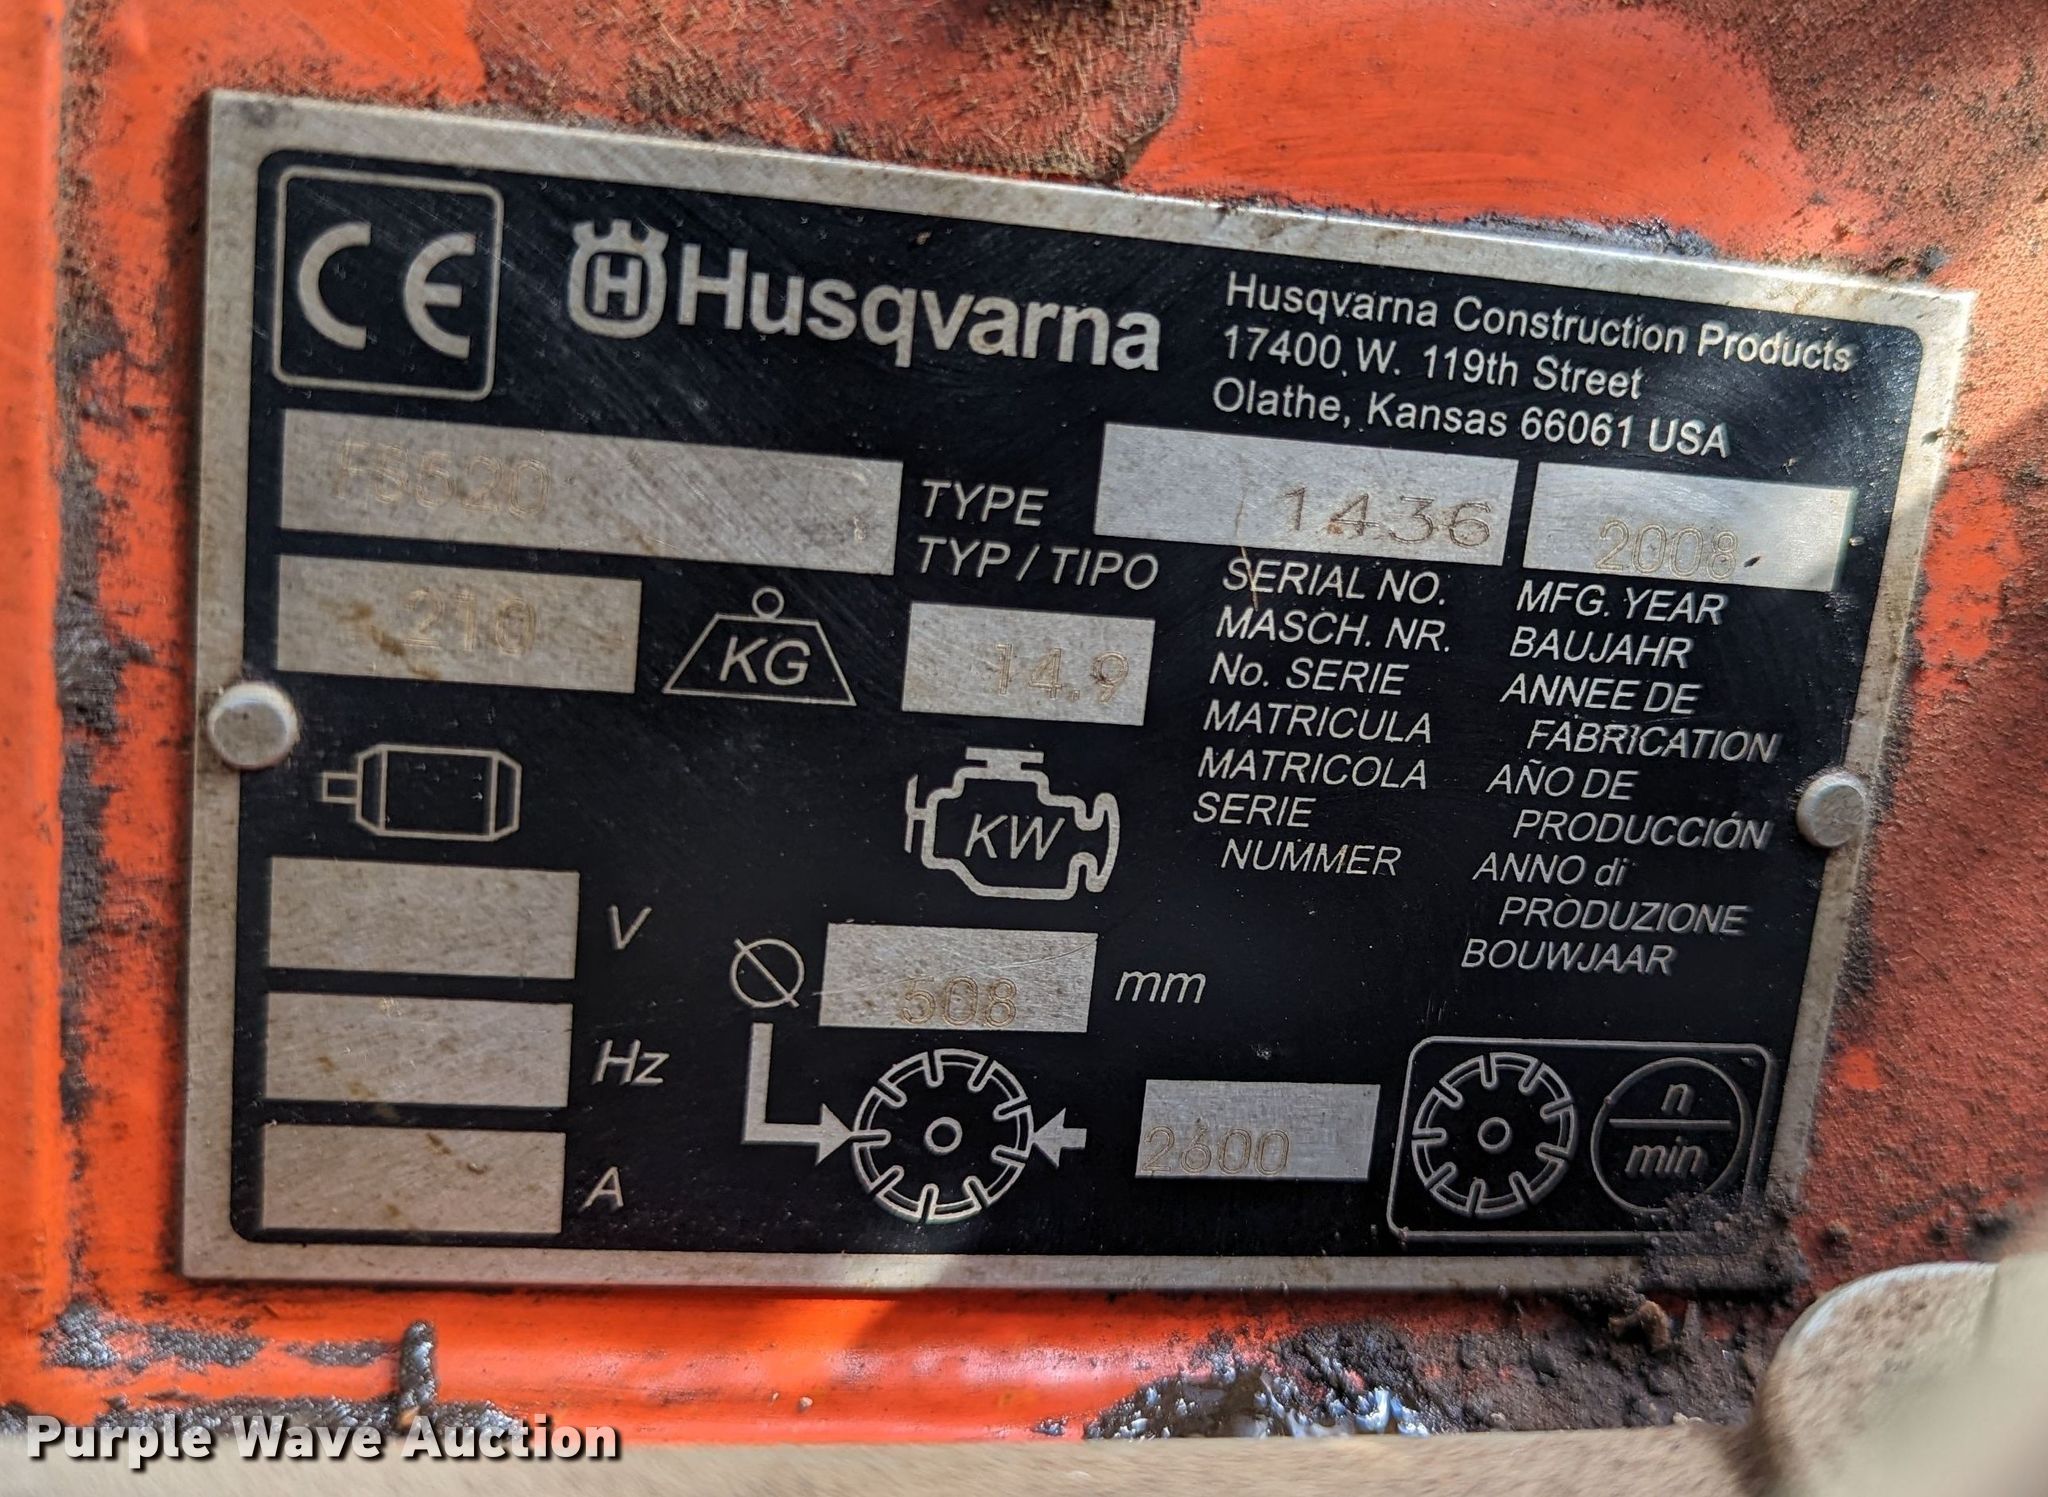 CE
H Husqvarna
Husqvarna Construction Products
17400 W. 119th Street
Olathe, Kansas 66061 USA
FS620
TYPE
TYP / TIPO
1436
SERIAL NO.
MASCH. NR.
No. SERIE
MATRICULA
MATRICOLA
SERIE
NUMMER
2008
MFG. YEAR
BAUJAHR
ANNEE DE
FABRICATION
AÑO DE
PRODUCCIÓN
ANNO di
PRODUZIONE
BOUWJAAR
210
KG
14.9
KW
V
Hz
A
508
mm
2600
n
min
Purple Wave Auction